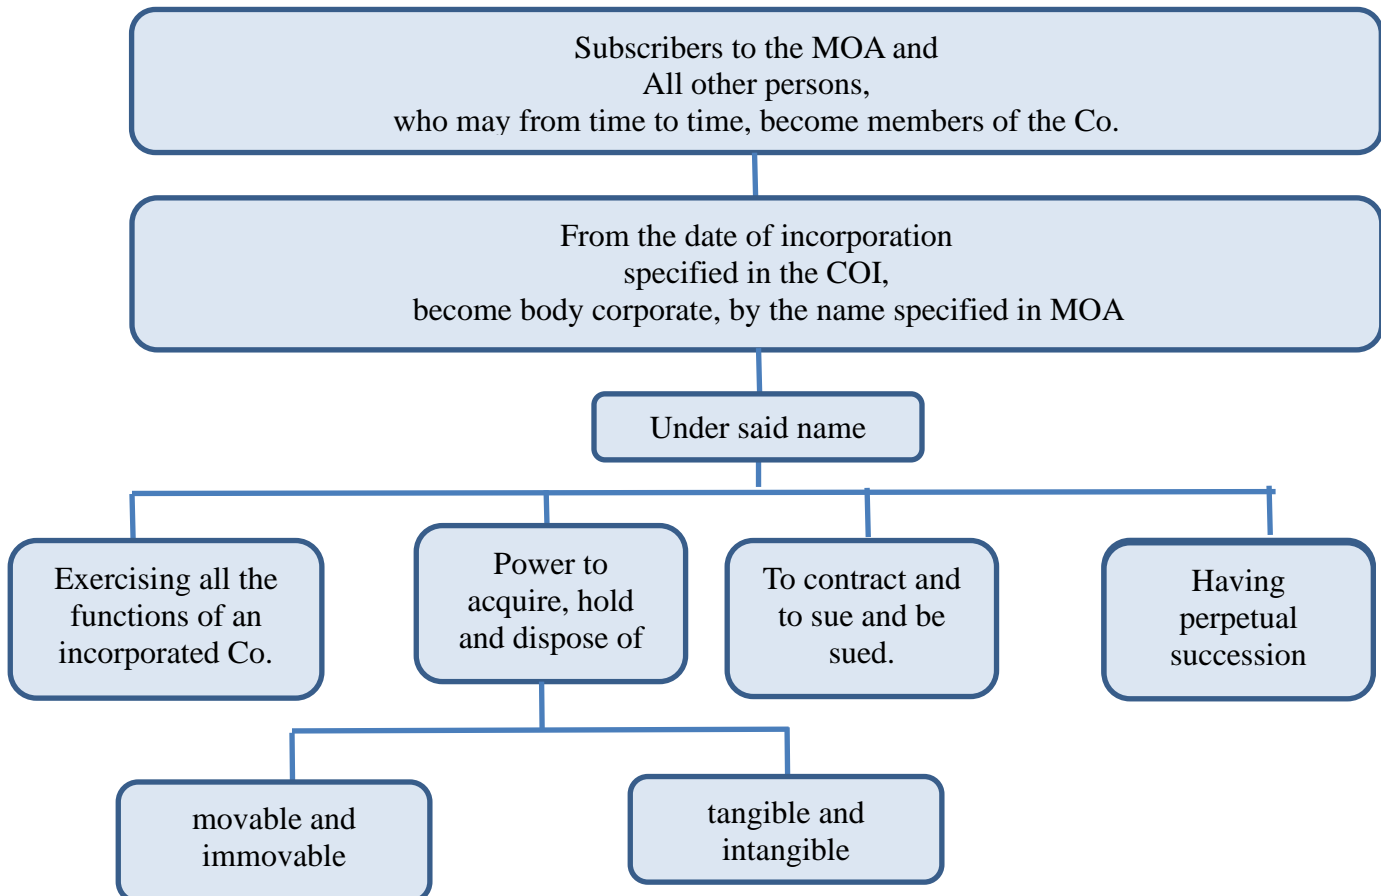 Subscribers to the MOA and
All other persons,
who may from time to time, become members of the Co.
From the date of incorporation
specified in the COI,
become body corporate, by the name specified in MOA
Under said name
Exercising all the
functions of an
incorporated Co.
Power to
acquire, hold
and dispose of
To contract and
to sue and be
sued.
Having
perpetual
succession
movable and
immovable
tangible and
intangible